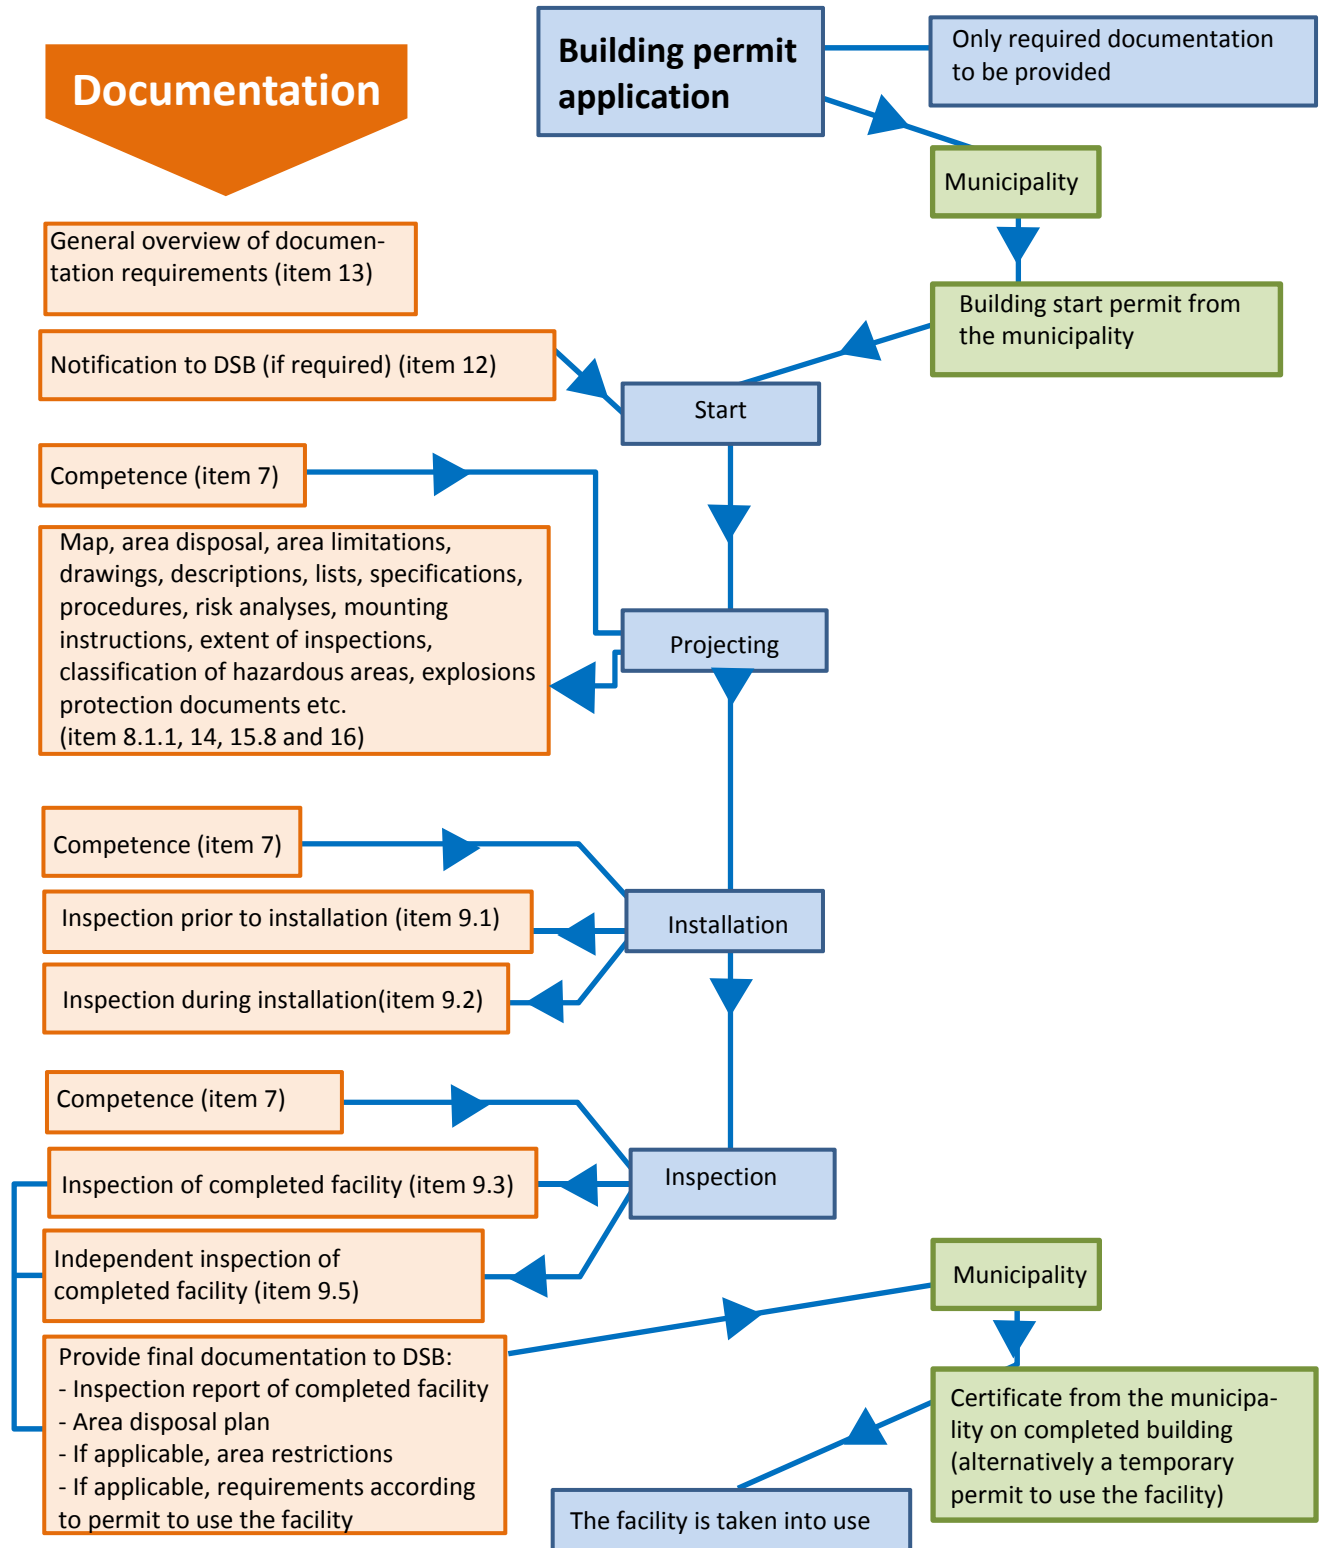 Documentation
Building permit
application
Only required documentation
to be provided
Municipality
General overview of documen-
tation requirements (item 13)
Building start permit from
the municipality
Notification to DSB (if required) (item 12)
Start
Competence (item 7)
Map, area disposal, area limitations,
drawings, descriptions, lists, specifications,
procedures, risk analyses, mounting
instructions, extent of inspections,
classification of hazardous areas, explosions
protection documents etc.
(item 8.1.1, 14, 15.8 and 16)
Projecting
Competence (item 7)
Inspection prior to installation (item 9.1)
Installation
Inspection during installation(item 9.2)
Competence (item 7)
Inspection of completed facility (item 9.3)
Inspection
Independent inspection of
completed facility (item 9.5)
Municipality
Provide final documentation to DSB:
- Inspection report of completed facility
- Area disposal plan
- If applicable, area restrictions
- If applicable, requirements according
to permit to use the facility
Certificate from the municipa-
lity on completed building
(alternatively a temporary
permit to use the facility)
The facility is taken into use